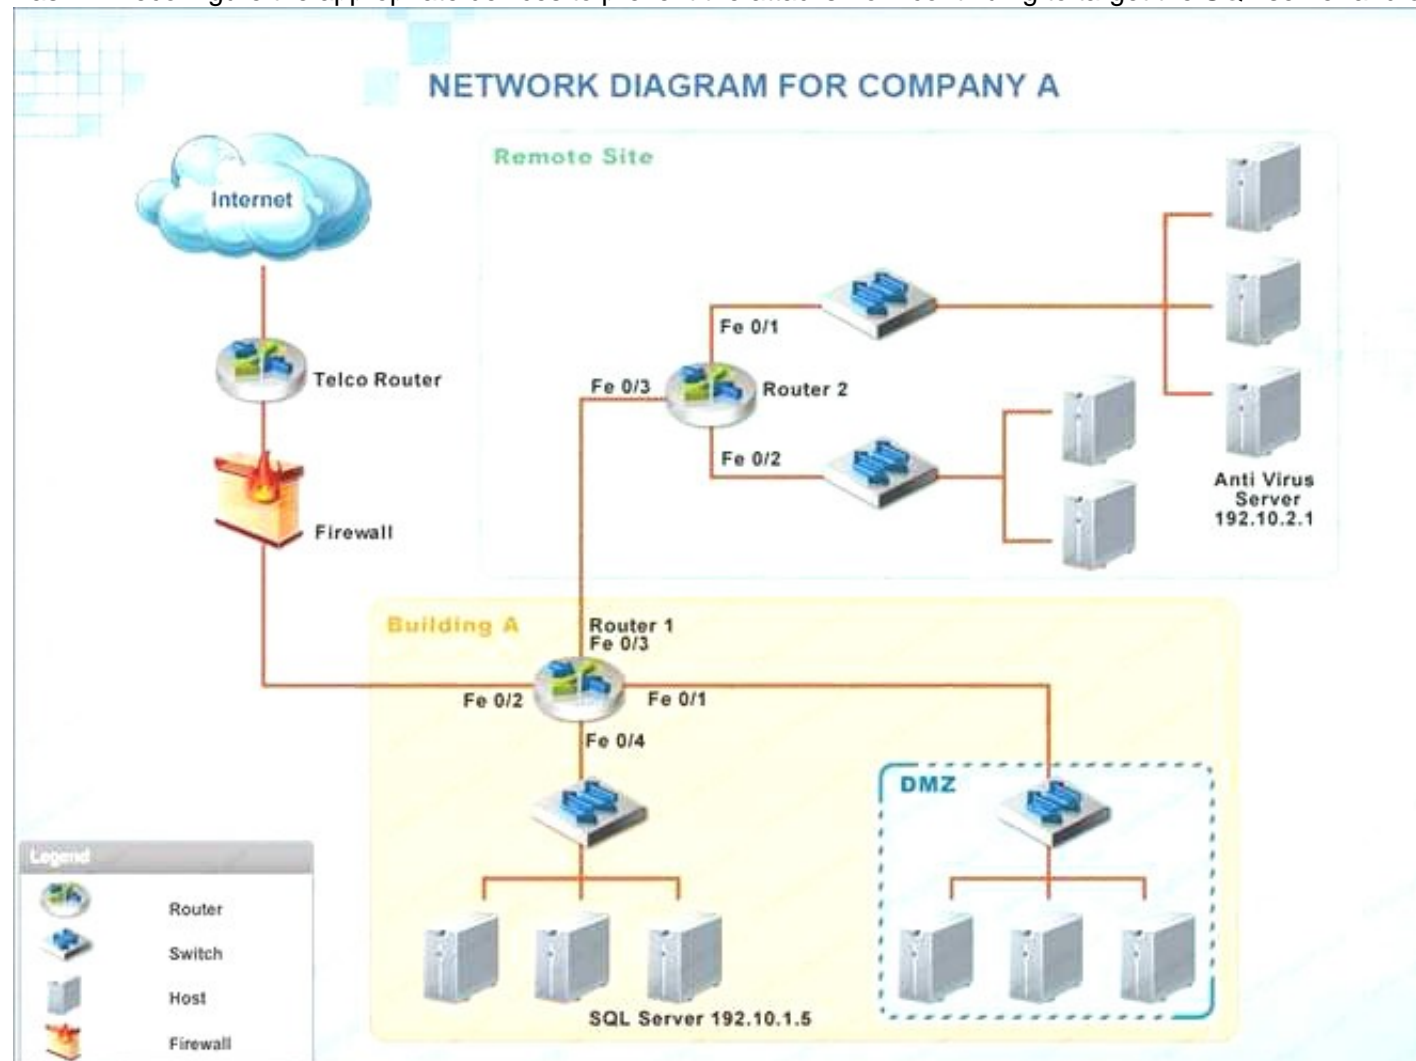 NETWORK DIAGRAM FOR COMPANY A
Remote Site
Internet
Fe 0/1
Telco Router
Fe 0/3
Router 2
Fe 0/2
Anti Virus
Server
192.10.2.1
Firewall
Building A
Router 1
Fe 0/3
Fe 0/2
Fe 0/1
Fe 0/4
DMZ
Legend
Router
Switch
Host
Firewall
SQL Server 192.10.1.5